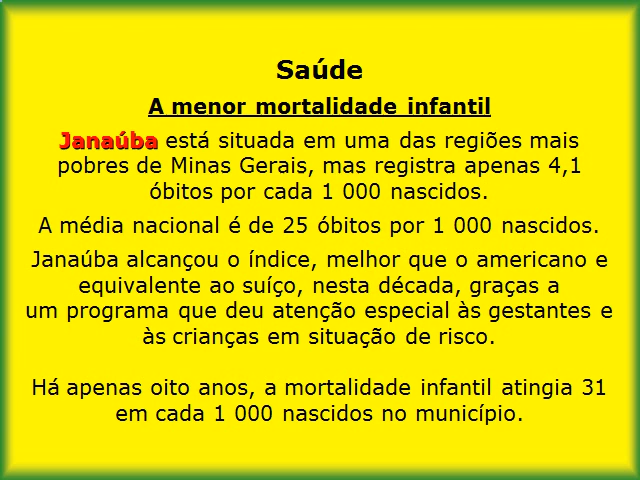 Saúde
A menor mortalidade infantil
Janaúba está situada em uma das regiões mais
pobres de Minas Gerais, mas registra apenas 4,1
óbitos por cada 1 000 nascidos.
A média nacional é de 25 óbitos por 1 000 nascidos.
Janaúba alcançou o índice, melhor que o americano e
equivalente ao suíço, nesta década, graças a
um programa que deu atenção especial às gestantes e
às crianças em situação de risco.
Há apenas oito anos, a mortalidade infantil atingia 31
em cada 1 000 nascidos no município.